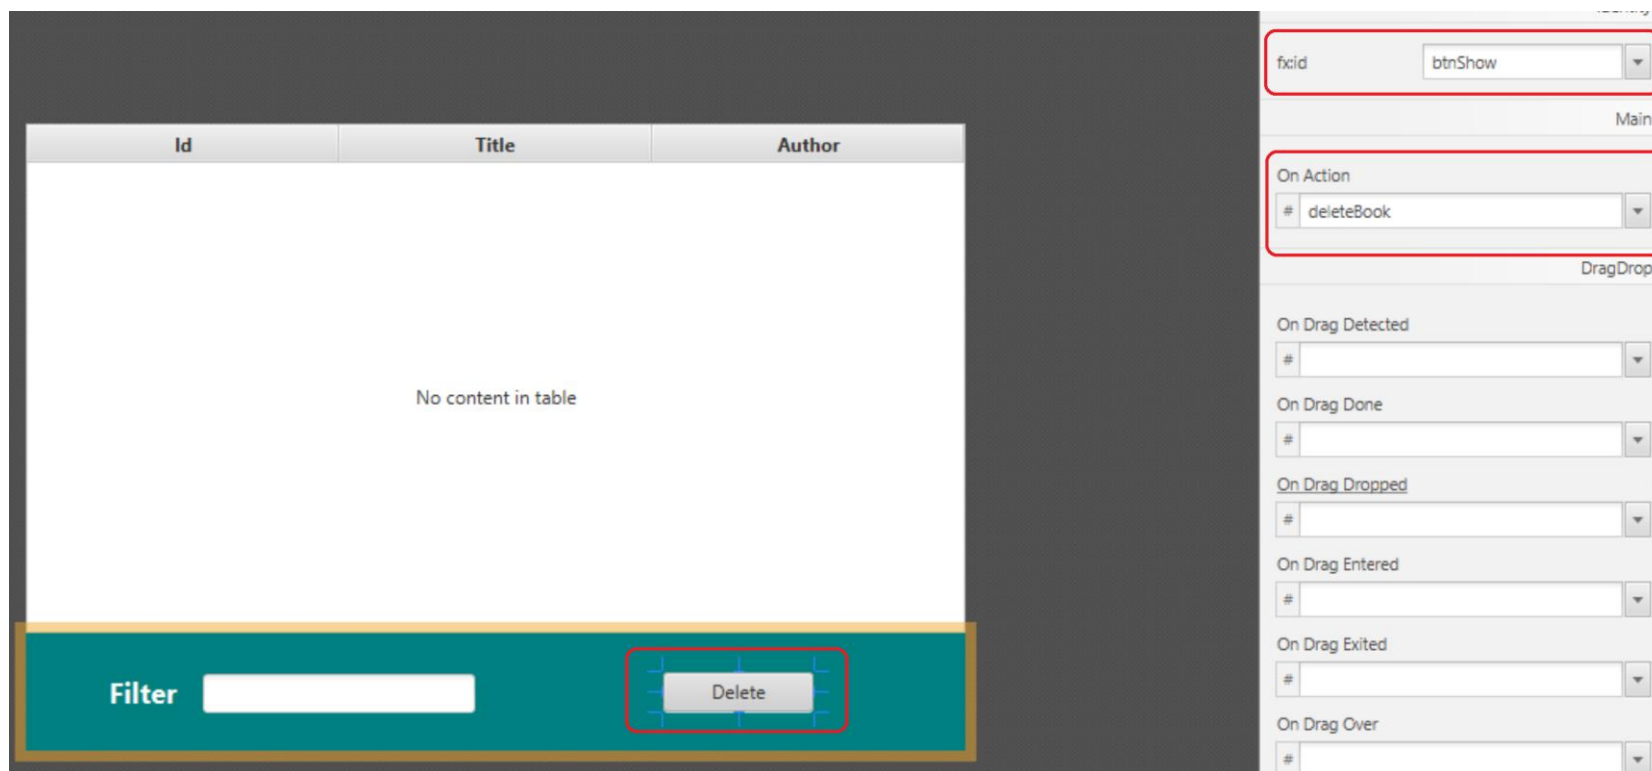 Id Title Author
No content in table
Filter Delete
fx:id btnShow
Main
On Action
# deleteBook
DragDrop
On Drag Detected
#
On Drag Done
#
On Drag Dropped
#
On Drag Entered
#
On Drag Exited
#
On Drag Over
#